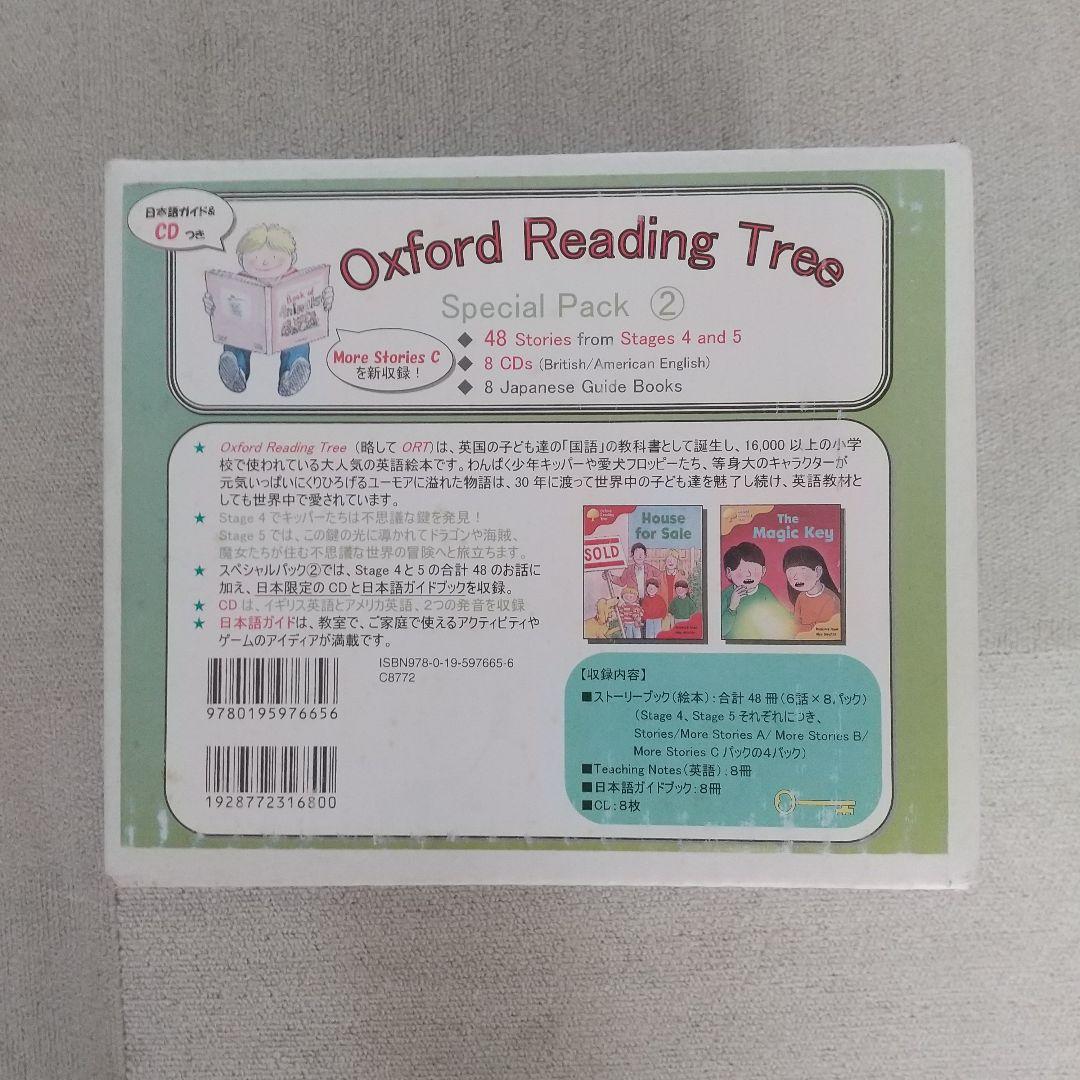 日本語ガイド&
CD つき
Oxford Reading Tree
Special Pack ②
◆ 48 Stories from Stages 4 and 5
◆ 8 CDs (British/American English)
◆ 8 Japanese Guide Books
Book of
More Stories C
を新収録!
★ Oxford Reading Tree (略して ORT)は、英国の子ども達の「国語」の教科書として誕生し、16,000 以上の小学
校で使われている大人気の英語絵本です。わんぱく少年キッパーや愛犬フロッピーたち、等身大のキャラクターが
元気いっぱいにくりひろげるユーモアに溢れた物語は、30 年に渡って世界中の子ども達を魅了し続け、英語教材と
しても世界中で愛されています。
★ Stage 4 でキッパーたちは不思議な鍵を発見!
Stage 5 では、この鍵の光に導かれてドラゴンや海賊、
魔女たちが住む不思議な世界の冒険へと旅立ちます。
★ スペシャルパック②では、Stage 4 と 5 の合計 48 のお話に
加え、日本限定の CD と日本語ガイドブックを収録。
★ CD は、イギリス英語とアメリカ英語、2つの発音を収録
★ 日本語ガイドは、教室で、ご家庭で使えるアクティビティや
ゲームのアイディアが満載です。
House
for Sale
SOLD
The
Magic Key
ISBN978-0-19-597665-6
C8772
9780195976656
1928772316800
【収録内容】
■ストーリーブック(絵本):合計 48 冊(6話×8パック)
(Stage 4、Stage 5 それぞれにつき、
Stories/More Stories A/ More Stories B/
More Stories C パックの4パック)
■Teaching Notes(英語):8冊
■日本語ガイドブック:8冊
■CD:8枚